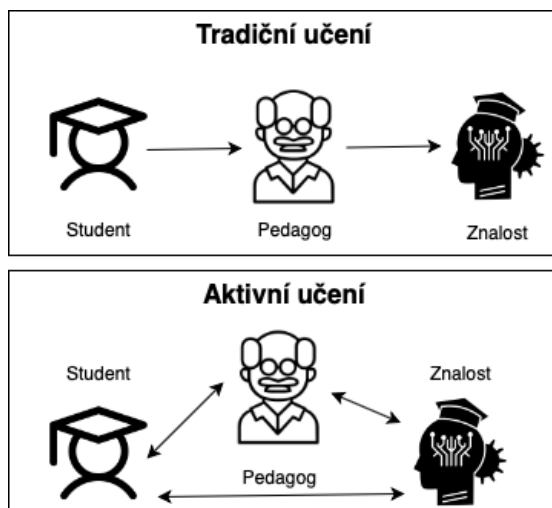 Tradiční učení
Student
Pedagog
Znalost
Aktivní učení
Student
Znalost
Pedagog